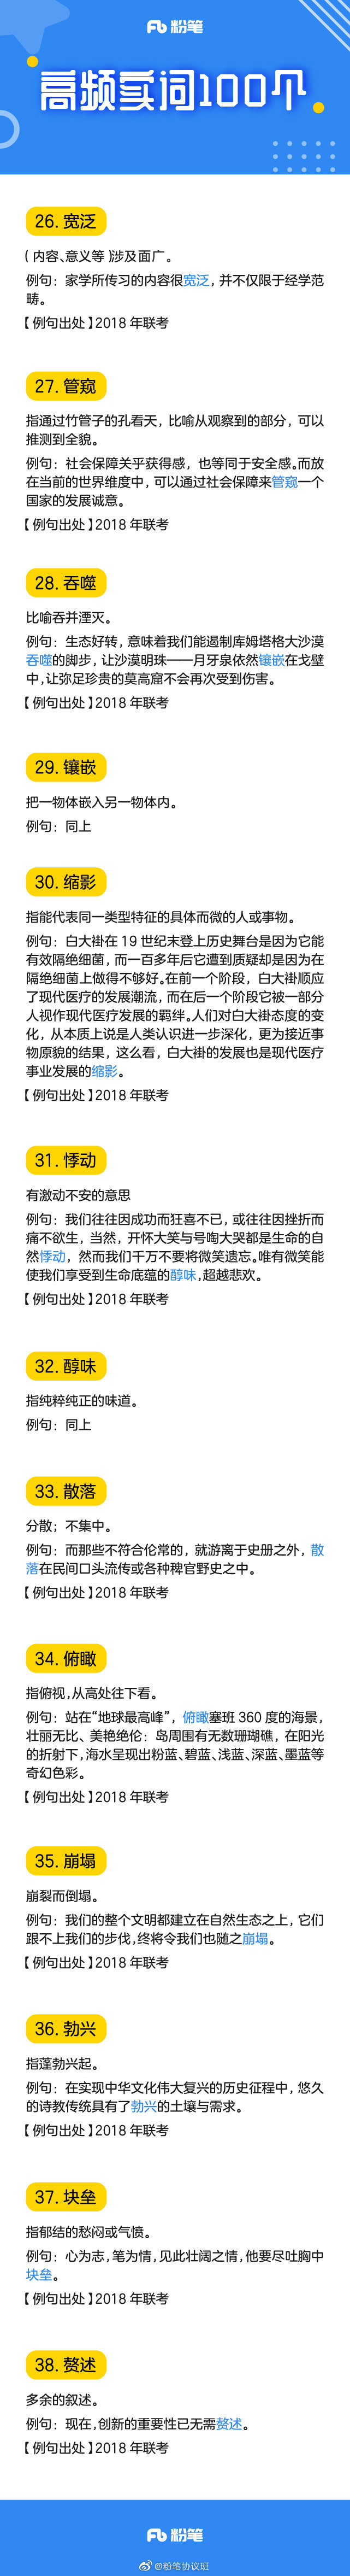 粉笔
高频实词100个
26. 宽泛
（内容、意义等）涉及面广。
例句：家学所传习的内容很宽泛，并不仅限于经学范
畴。
【例句出处】2018 年联考
27. 管窥
指通过竹管子的孔看天，比喻从观察到的部分，可以
推测到全貌。
例句：社会保障关乎获得感，也等同于安全感。而放
在当前的世界维度中，可以通过社会保障来管窥一个
国家的发展诚意。
【例句出处】2018 年联考
28. 吞噬
比喻吞并湮灭。
例句：生态好转，意味着我们能遏制库姆塔格大沙漠
吞噬的脚步，让沙漠明珠——月牙泉依然镶嵌在戈壁
中，让弥足珍贵的莫高窟不会再次受到伤害。
【例句出处】2018 年联考
29. 镶嵌
把一物体嵌入另一物体内。
例句：同上
30. 缩影
指能代表同一类型特征的具体而微的人或事物。
例句：白大褂在 19 世纪末登上历史舞台是因为它能
有效隔绝细菌，而一百多年后它遭到质疑却是因为在
隔绝细菌上做得不够好。在前一个阶段，白大褂顺应
了现代医疗的发展潮流，而在后一个阶段它被一部分
人视作现代医疗发展的羁绊。人们对白大褂态度的变
化，从本质上说是人类认识进一步深化，更为接近事
物原貌的结果，这么看，白大褂的发展也是现代医疗
事业发展的缩影。
【例句出处】2018 年联考
31. 悸动
有激动不安的意思
例句：我们往往因成功而狂喜不已，或往往因挫折而
痛不欲生，当然，开怀大笑与号啕大哭都是生命的自
然悸动，然而我们千万不要将微笑遗忘。唯有微笑能
使我们享受到生命底蕴的醇味，超越悲欢。
【例句出处】2018 年联考
32. 醇味
指纯粹纯正的味道。
例句：同上
33. 散落
分散；不集中。
例句：而那些不符合伦常的，就游离于史册之外，散
落在民间口头流传或各种稗官野史之中。
【例句出处】2018 年联考
34. 俯瞰
指俯视，从高处往下看。
例句：站在“地球最高峰”，俯瞰塞班 360 度的海景，
壮丽无比、美艳绝伦：岛周围有无数珊瑚礁，在阳光
的折射下，海水呈现出粉蓝、碧蓝、浅蓝、深蓝、墨蓝等
奇幻色彩。
【例句出处】2018 年联考
35. 崩塌
崩裂而倒塌。
例句：我们的整个文明都建立在自然生态之上，它们
跟不上我们的步伐，终将令我们也随之崩塌。
【例句出处】2018 年联考
36. 勃兴
指蓬勃兴起。
例句：在实现中华文化伟大复兴的历史征程中，悠久
的诗教传统具有了勃兴的土壤与需求。
【例句出处】2018 年联考
37. 块垒
指郁结的愁闷或气愤。
例句：心为志，笔为情，见此壮阔之情，他要尽吐胸中
块垒。
【例句出处】2018 年联考
38. 赘述
多余的叙述。
例句：现在，创新的重要性已无需赘述。
【例句出处】2018 年联考
粉笔
@粉笔协议班